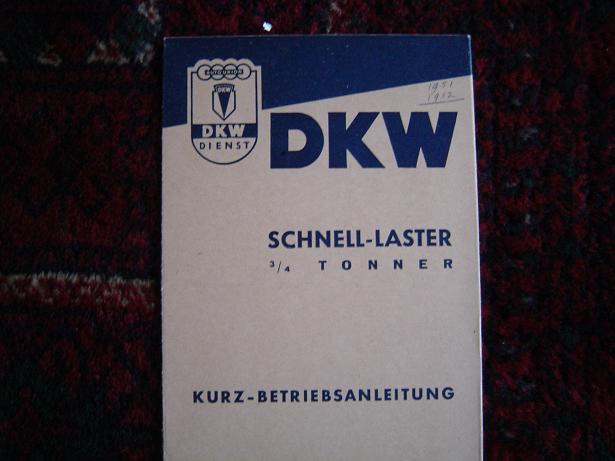 AUTO UNION
DKW
DKW
DIENST
1951
1952
DKW
SCHNELL-LASTER
3/4 TONNER
KURZ-BETRIEBSANLEITUNG